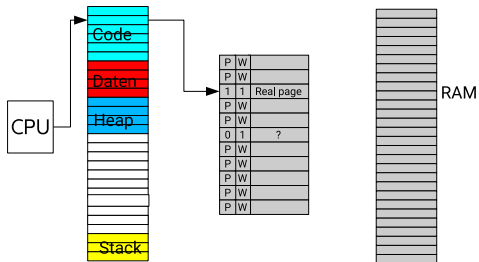 CPU
Code
Daten
Heap
Stack
P W
P W
1 1 Real page
P W
P W
0 1 ?
P W
P W
P W
P W
P W
RAM